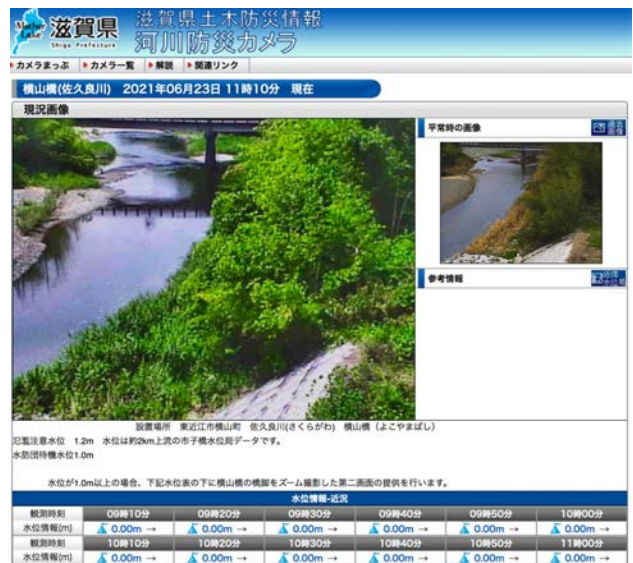 Mother Lake
滋賀県
Shiga Prefecture
滋賀県土木防災情報
河川防災カメラ
カメラまっぷ カメラ一覧 解説 関連リンク
横山橋(佐久良川) 2021年06月23日 11時10分 現在
現況画像
平常時の画像
過去画像
参考情報
設置場所 東近江市横山町 佐久良川(さくらがわ) 横山橋（よこやまばし）
氾濫注意水位 1.2m 水位は約2km上流の市子橋水位局データです。
水防団待機水位1.0m
水位が1.0m以上の場合、下記水位表の下に横山橋の橋脚をズーム撮影した第二画面の提供を行います。
水位情報-近況
観測時刻 09時10分 09時20分 09時30分 09時40分 09時50分 10時00分
水位情報(m) 0.00m → 0.00m → 0.00m → 0.00m → 0.00m → 0.00m →
観測時刻 10時10分 10時20分 10時30分 10時40分 10時50分 11時00分
水位情報(m) 0.00m → 0.00m → 0.00m → 0.00m → 0.00m → 0.00m →